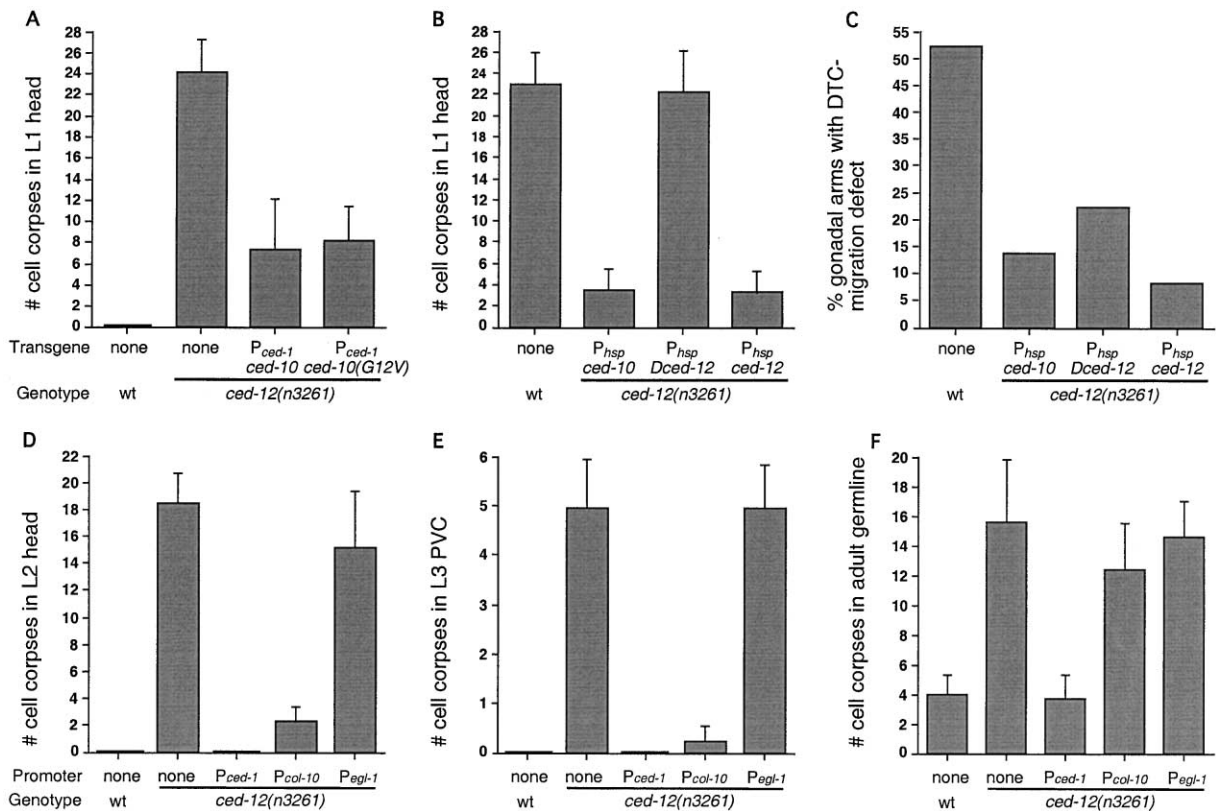 A
# cell corpses in L1 head
28
26
24
22
20
18
16
14
12
10
8
6
4
2
0
Transgene none none Pced-1 Pced-1
ced-10 ced-10(G12V)
Genotype wt ced-12(n3261)
B
# cell corpses in L1 head
28
26
24
22
20
18
16
14
12
10
8
6
4
2
0
none Phsp Phsp Phsp
ced-10 Dced-12 ced-12
wt ced-12(n3261)
C
% gonadal arms with DTC-
migration defect
55
50
45
40
35
30
25
20
15
10
5
0
none Phsp Phsp Phsp
ced-10 Dced-12 ced-12
wt ced-12(n3261)
D
# cell corpses in L2 head
22
20
18
16
14
12
10
8
6
4
2
0
Promoter none none Pced-1 Pcol-10 Pegl-1
Genotype wt ced-12(n3261)
E
# cell corpses in L3 PVC
6
5
4
3
2
1
0
none none Pced-1 Pcol-10 Pegl-1
wt ced-12(n3261)
F
# cell corpses in adult germline
20
18
16
14
12
10
8
6
4
2
0
none none Pced-1 Pcol-10 Pegl-1
wt ced-12(n3261)